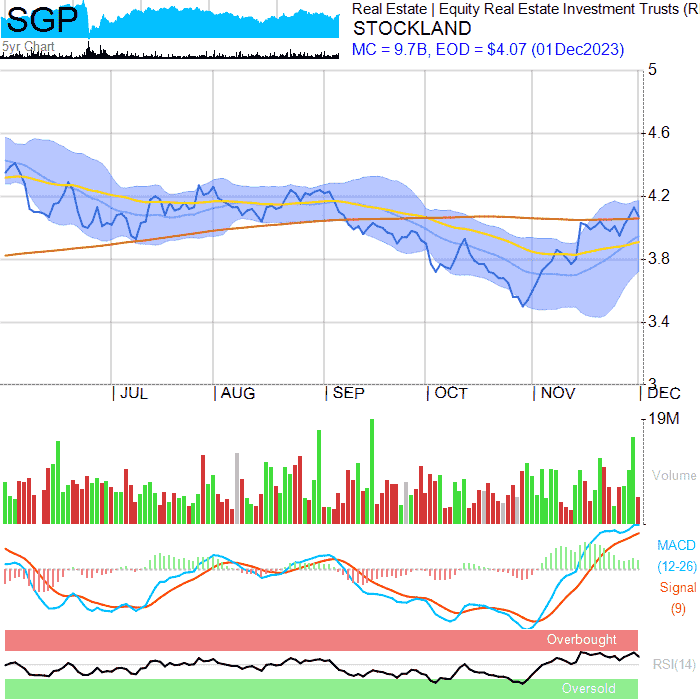 SGP
5yr Chart
Real Estate | Equity Real Estate Investment Trusts (R
STOCKLAND
MC = 9.7B, EOD = $4.07 (01Dec2023)
5
4.6
4.2
3.8
3.4
3
JUL AUG SEP OCT NOV DEC
19M
Volume
MACD
(12-26)
Signal
(9)
Overbought
RSI(14)
Oversold